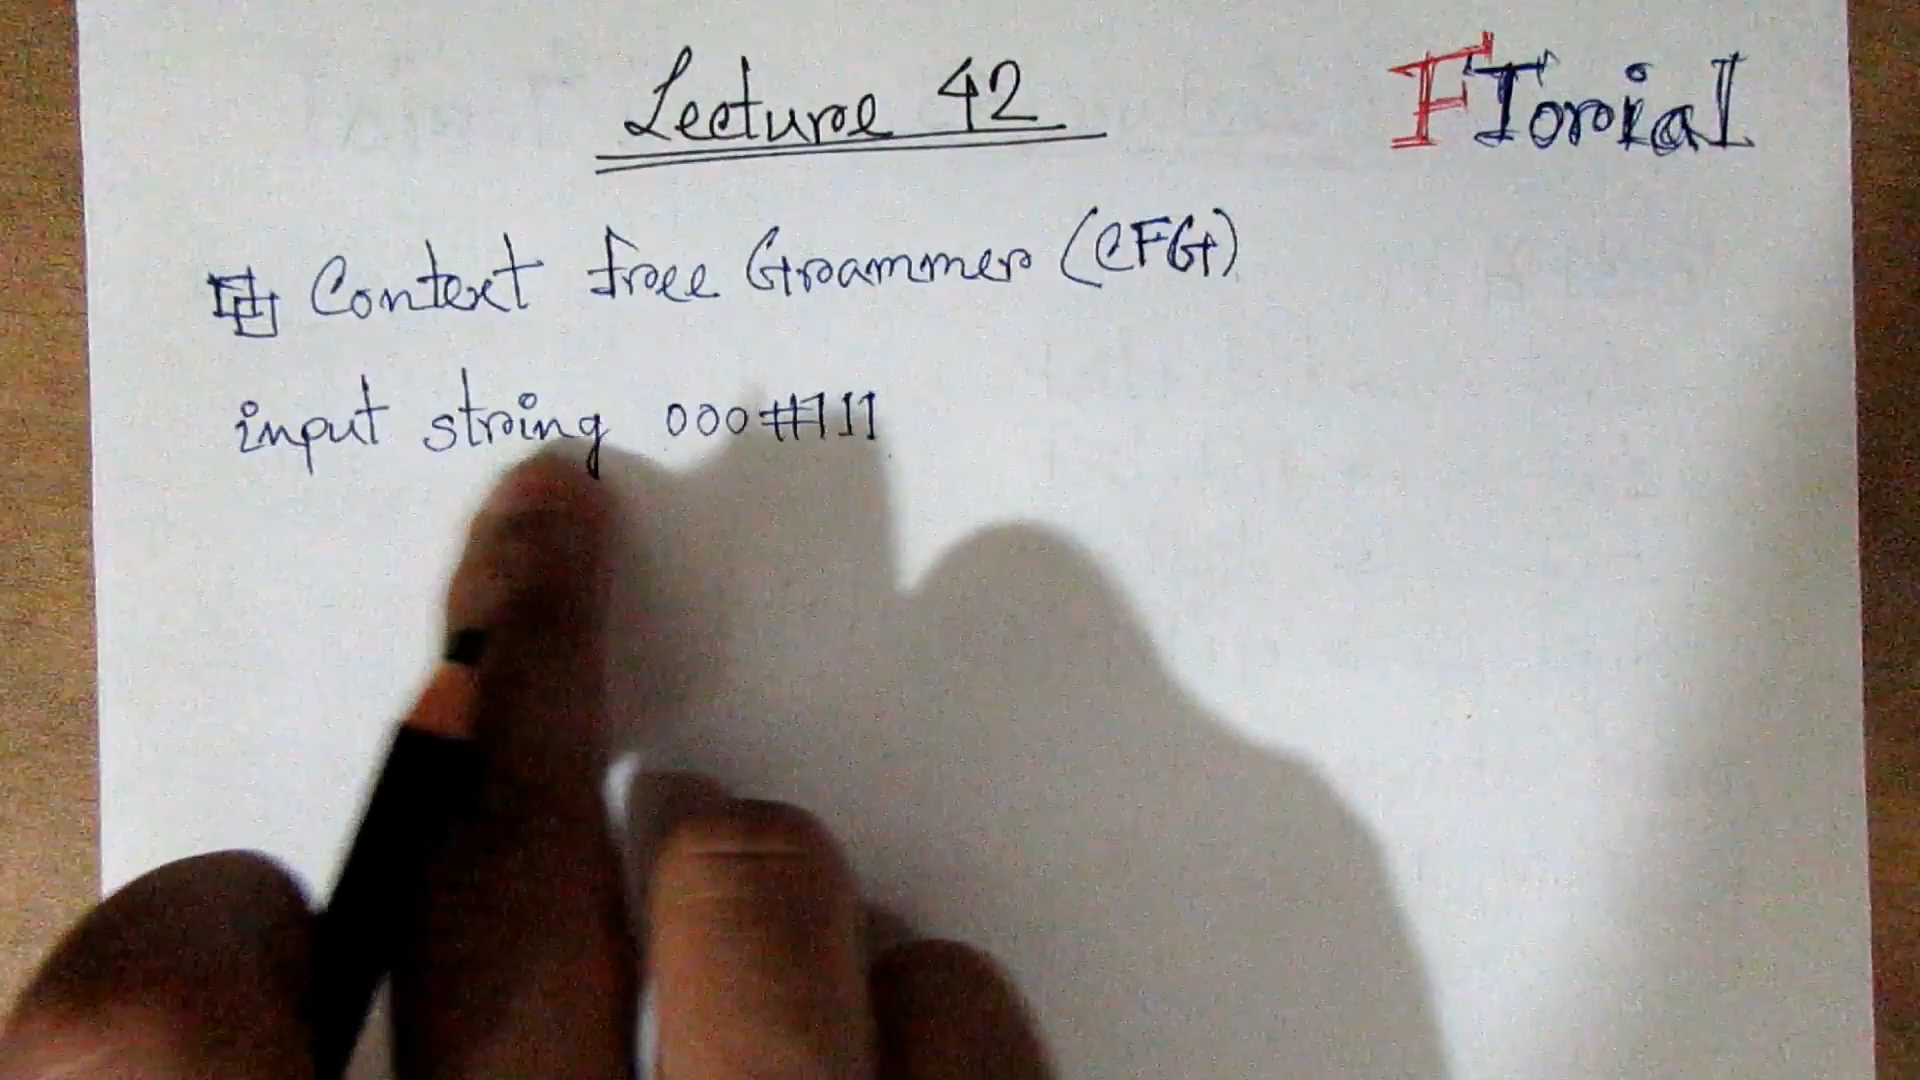 Lecture 42
FTorial
Context free Grammer (CFG)
input string 000#111